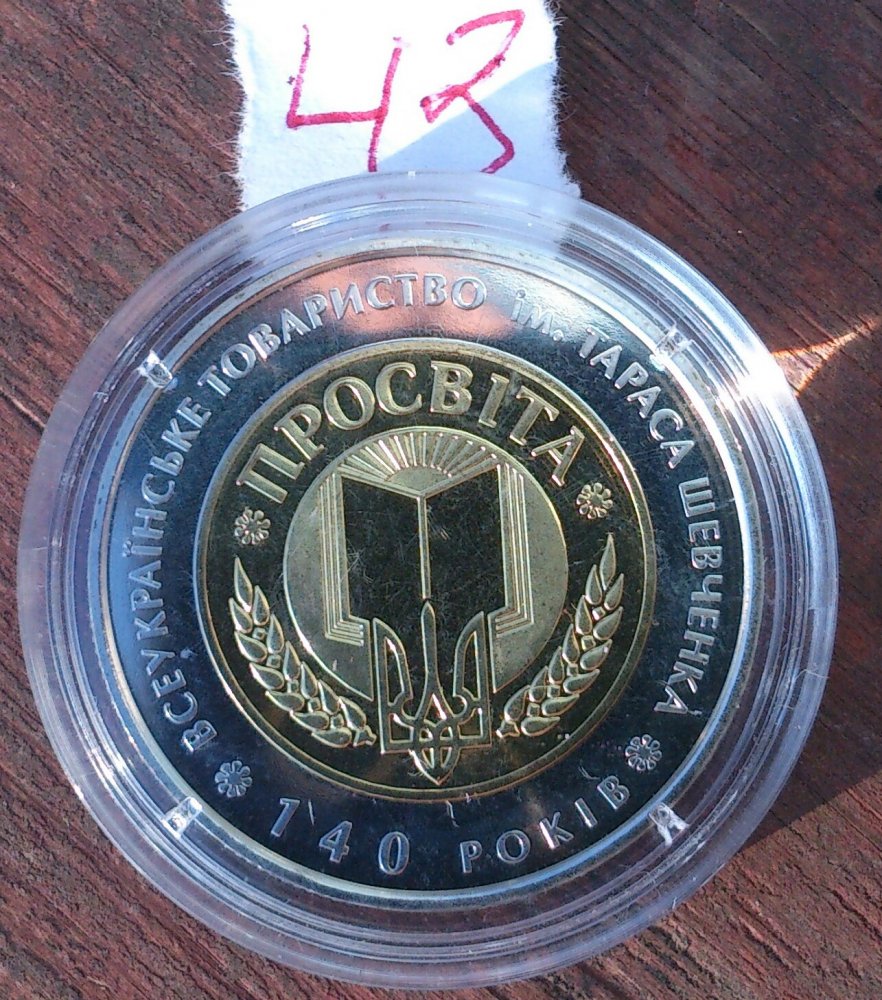 43
ВСЕУКРАЇНСЬКЕ ТОВАРИСТВО ім. ТАРАСА ШЕВЧЕНКА
ПРОСВІТА
140 РОКІВ